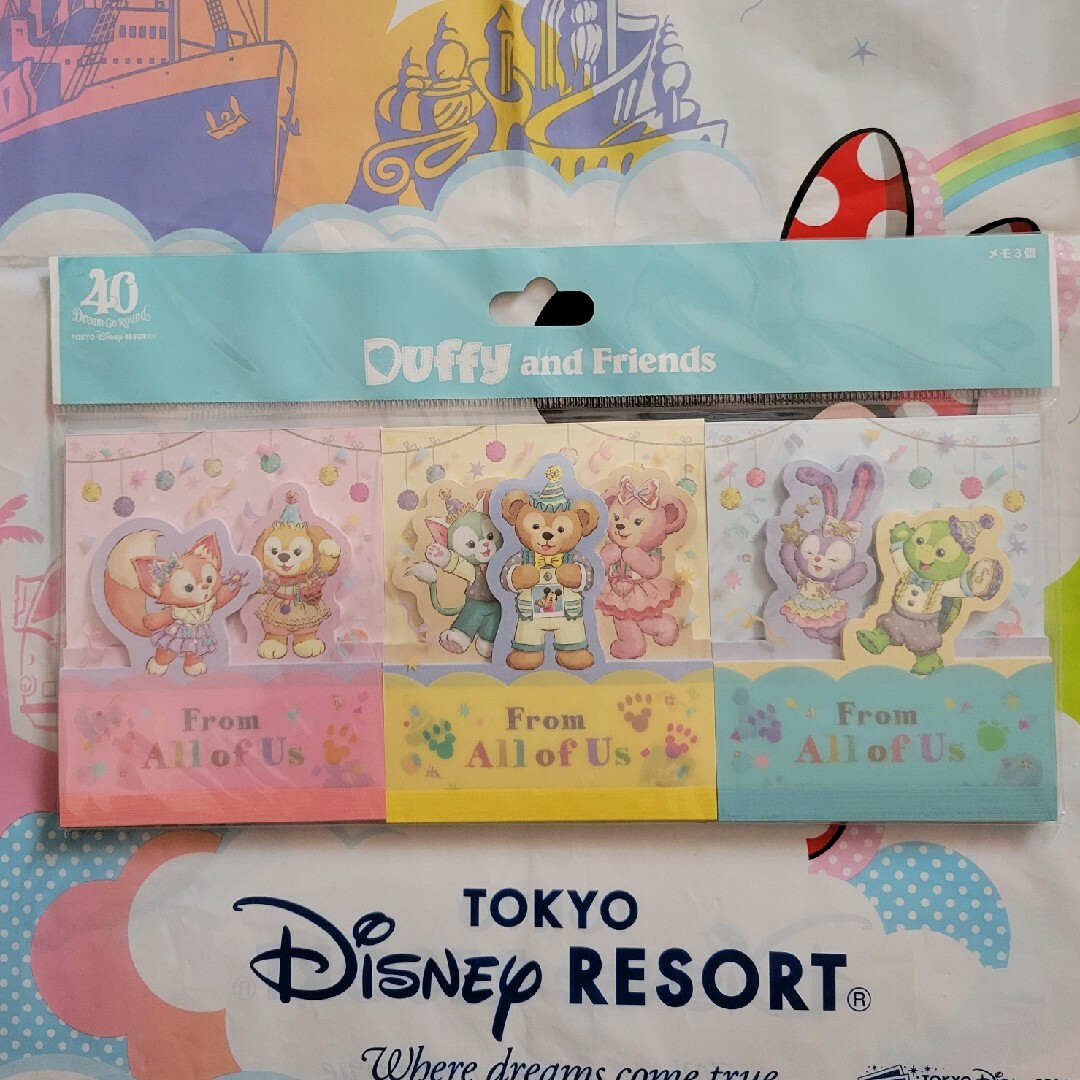 40
Dream-Go-Round
TOKYO Disney RESORT®
メモ3個
Duffy and Friends
From
All of Us
From
All of Us
From
All of Us
TOKYO
Disney RESORT®
Where dreams come true